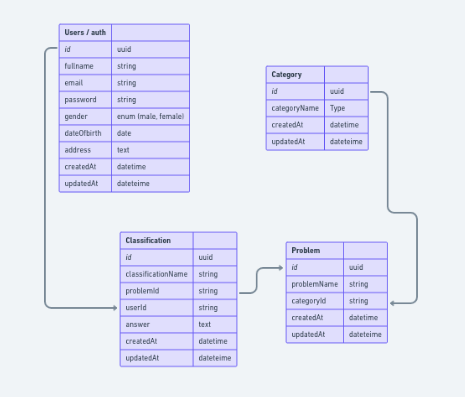 Users / auth
id uuid
fullname string
email string
password string
gender enum (male, female)
dateOfbirth date
address text
createdAt datetime
updatedAt dateteime
Category
id uuid
categoryName Type
createdAt datetime
updatedAt dateteime
Classification
id uuid
classificationName string
problemId string
userId string
answer text
createdAt datetime
updatedAt dateteime
Problem
id uuid
problemName string
categoryId string
createdAt datetime
updatedAt dateteime